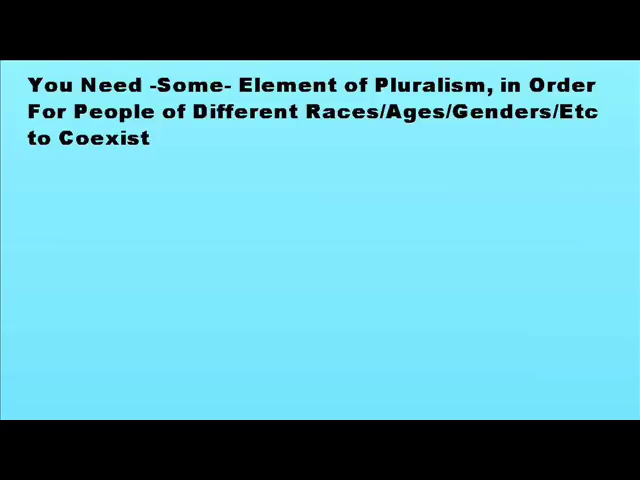 You Need -Some- Element of Pluralism, in Order
For People of Different Races/Ages/Genders/Etc
to Coexist